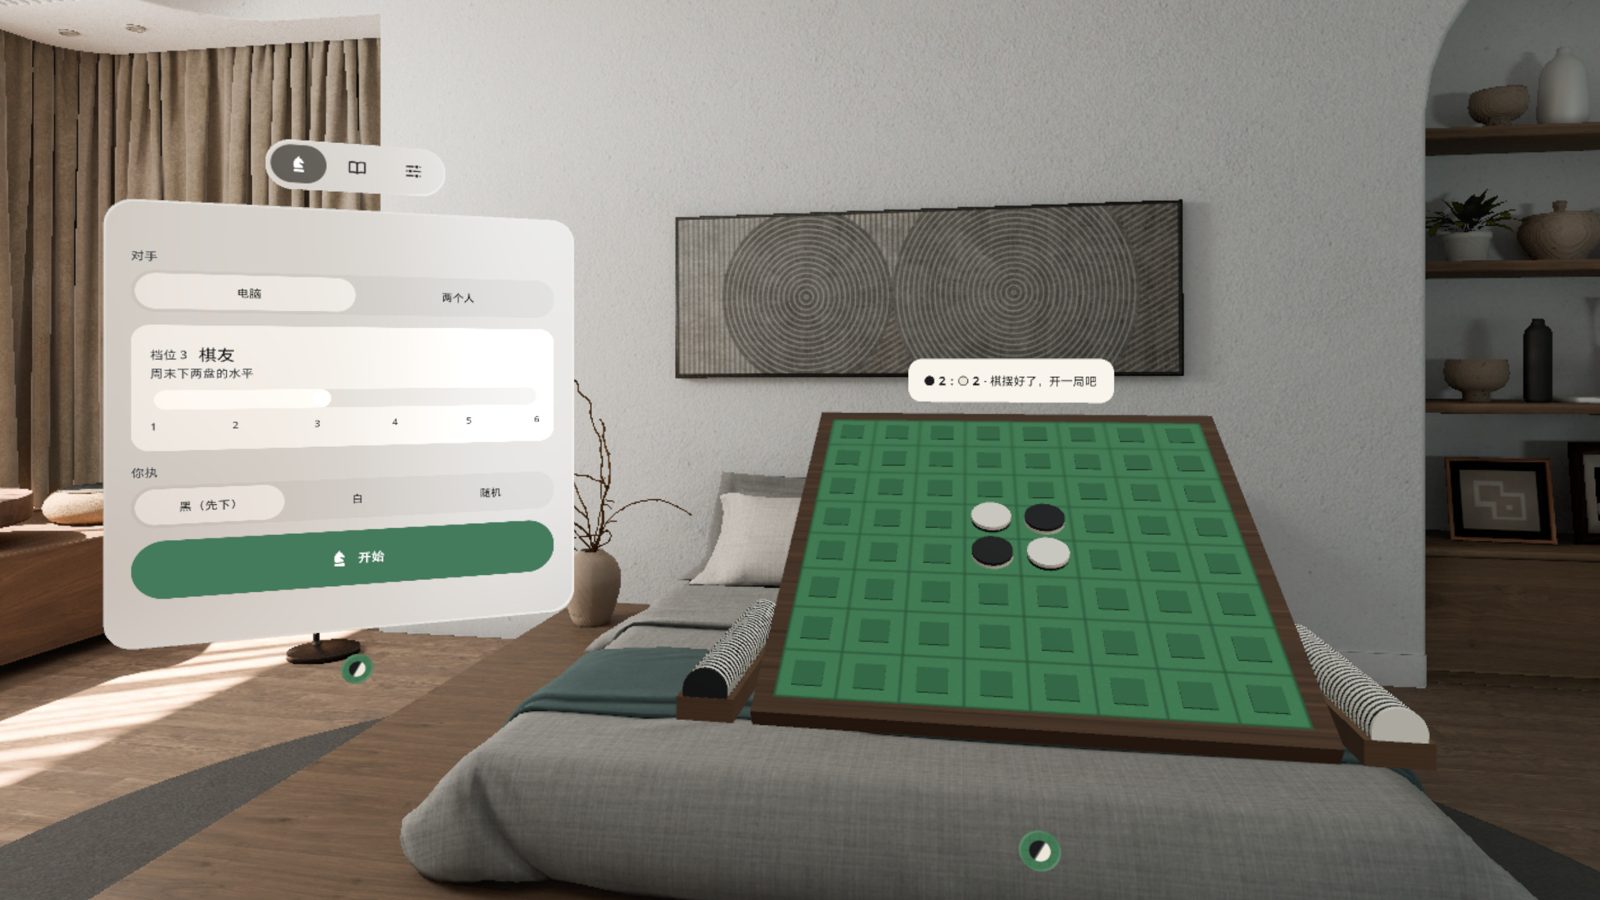 对手
电脑
两个人
档位 3 棋友
周末下两盘的水平
1 2 3 4 5 6
你执
黑（先下）
白
随机
开始
2 : 2 · 棋摆好了，开一局吧